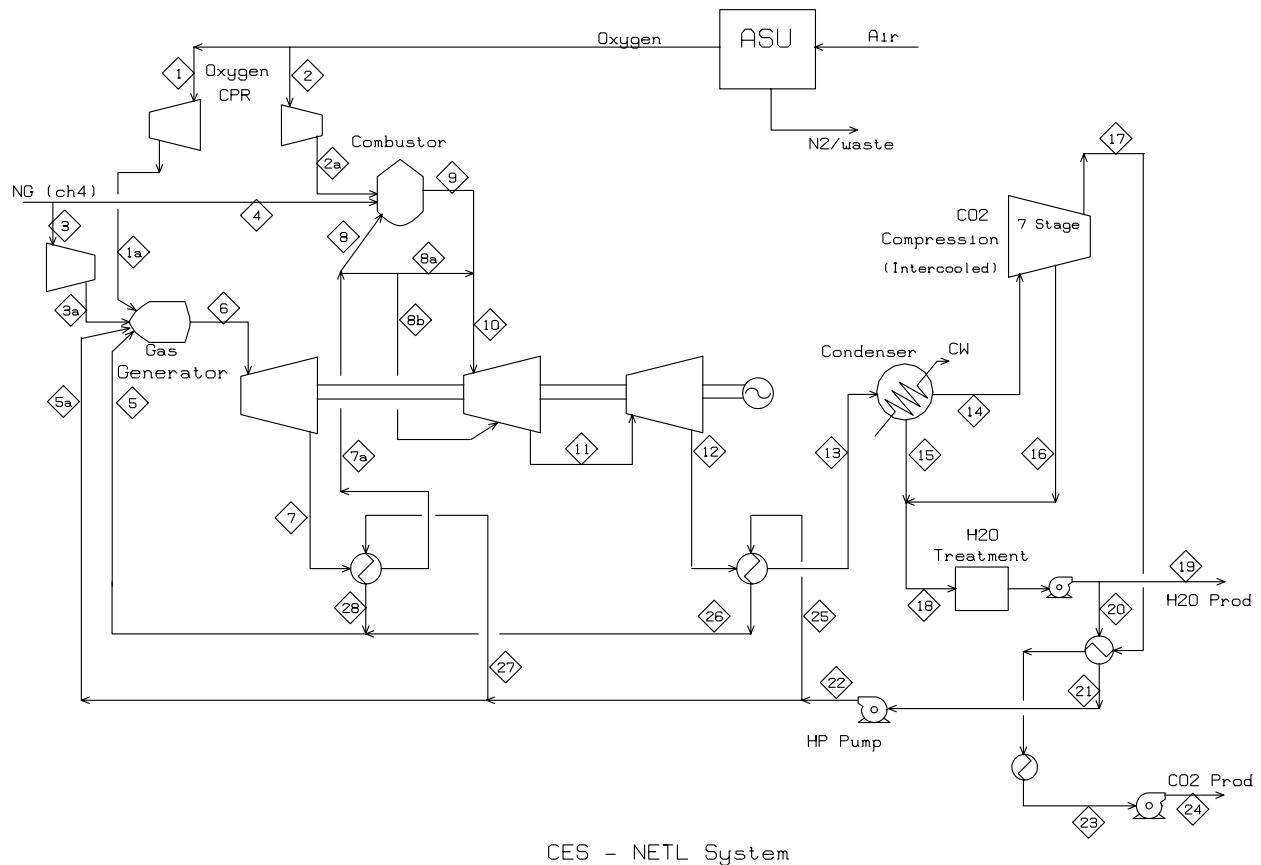 ASU
Oxygen
Air
N2/waste
1
Oxygen
CPR
2
Combustor
2a
NG (ch4)
3
4
9
17
CO2
Compression
(Intercooled)
7 Stage
1a
8
8a
3a
6
8b
10
Gas
Generator
Condenser
CW
5a
5
14
7a
11
12
13
15
16
7
H2O
Treatment
28
26
25
18
19
H2O Prod
20
27
22
21
HP Pump
CO2 Prod
23
24
CES - NETL System